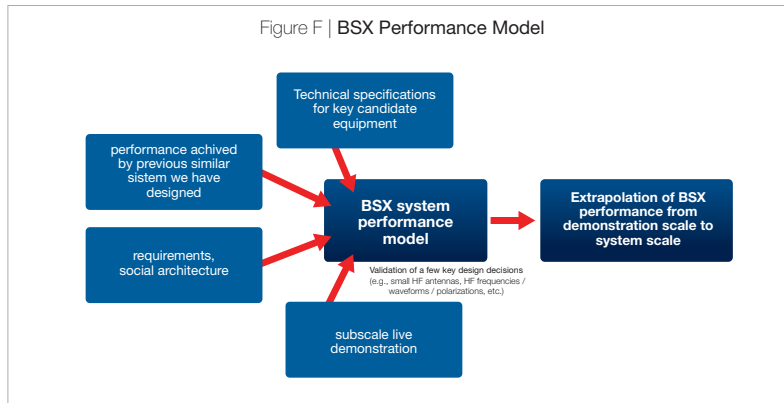 Figure F | BSX Performance Model
Technical specifications
for key candidate
equipment
performance achived
by previous similar
sistem we have
designed
BSX system
performance
model
Extrapolation of BSX
performance from
demonstration scale to
system scale
requirements,
social architecture
Validation of a few key design decisions
(e.g., small HF antennas, HF frequencies /
waveforms / polarizations, etc.)
subscale live
demonstration